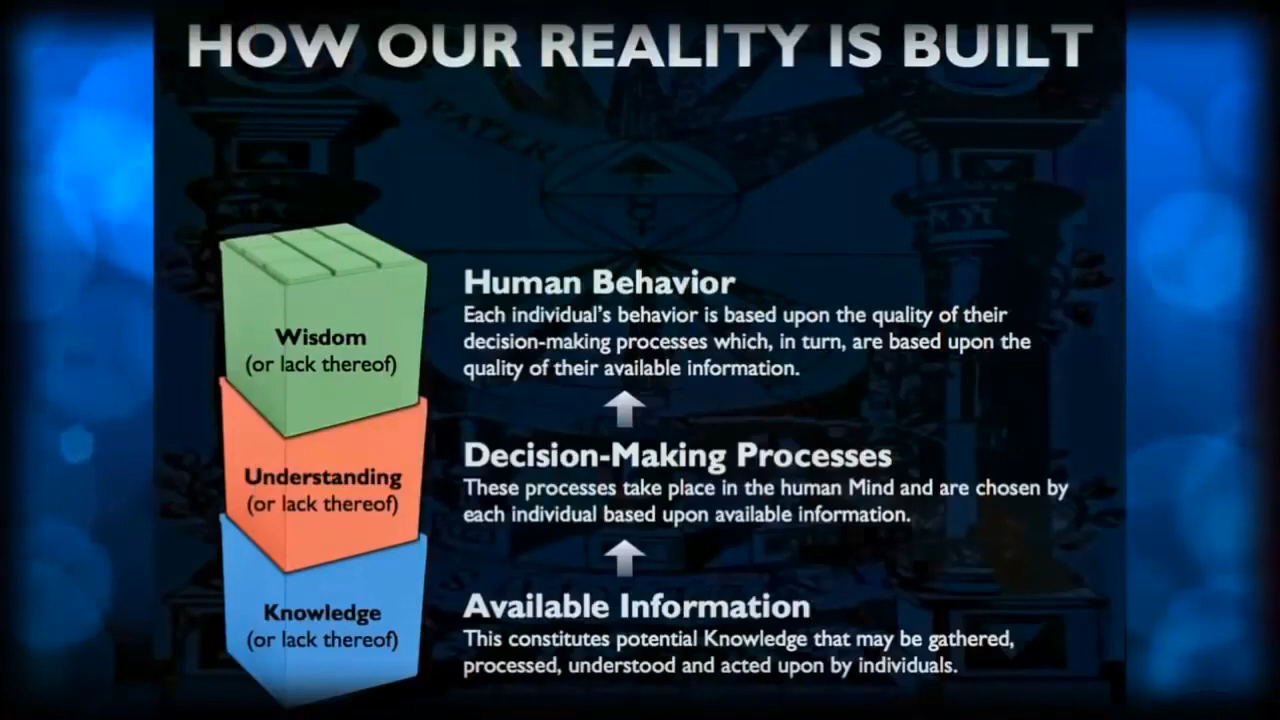 HOW OUR REALITY IS BUILT
PATER
Wisdom
(or lack thereof)
Human Behavior
Each individual's behavior is based upon the quality of their
decision-making processes which, in turn, are based upon the
quality of their available information.
Understanding
(or lack thereof)
Decision-Making Processes
These processes take place in the human Mind and are chosen by
each individual based upon available information.
Knowledge
(or lack thereof)
Available Information
This constitutes potential Knowledge that may be gathered,
processed, understood and acted upon by individuals.